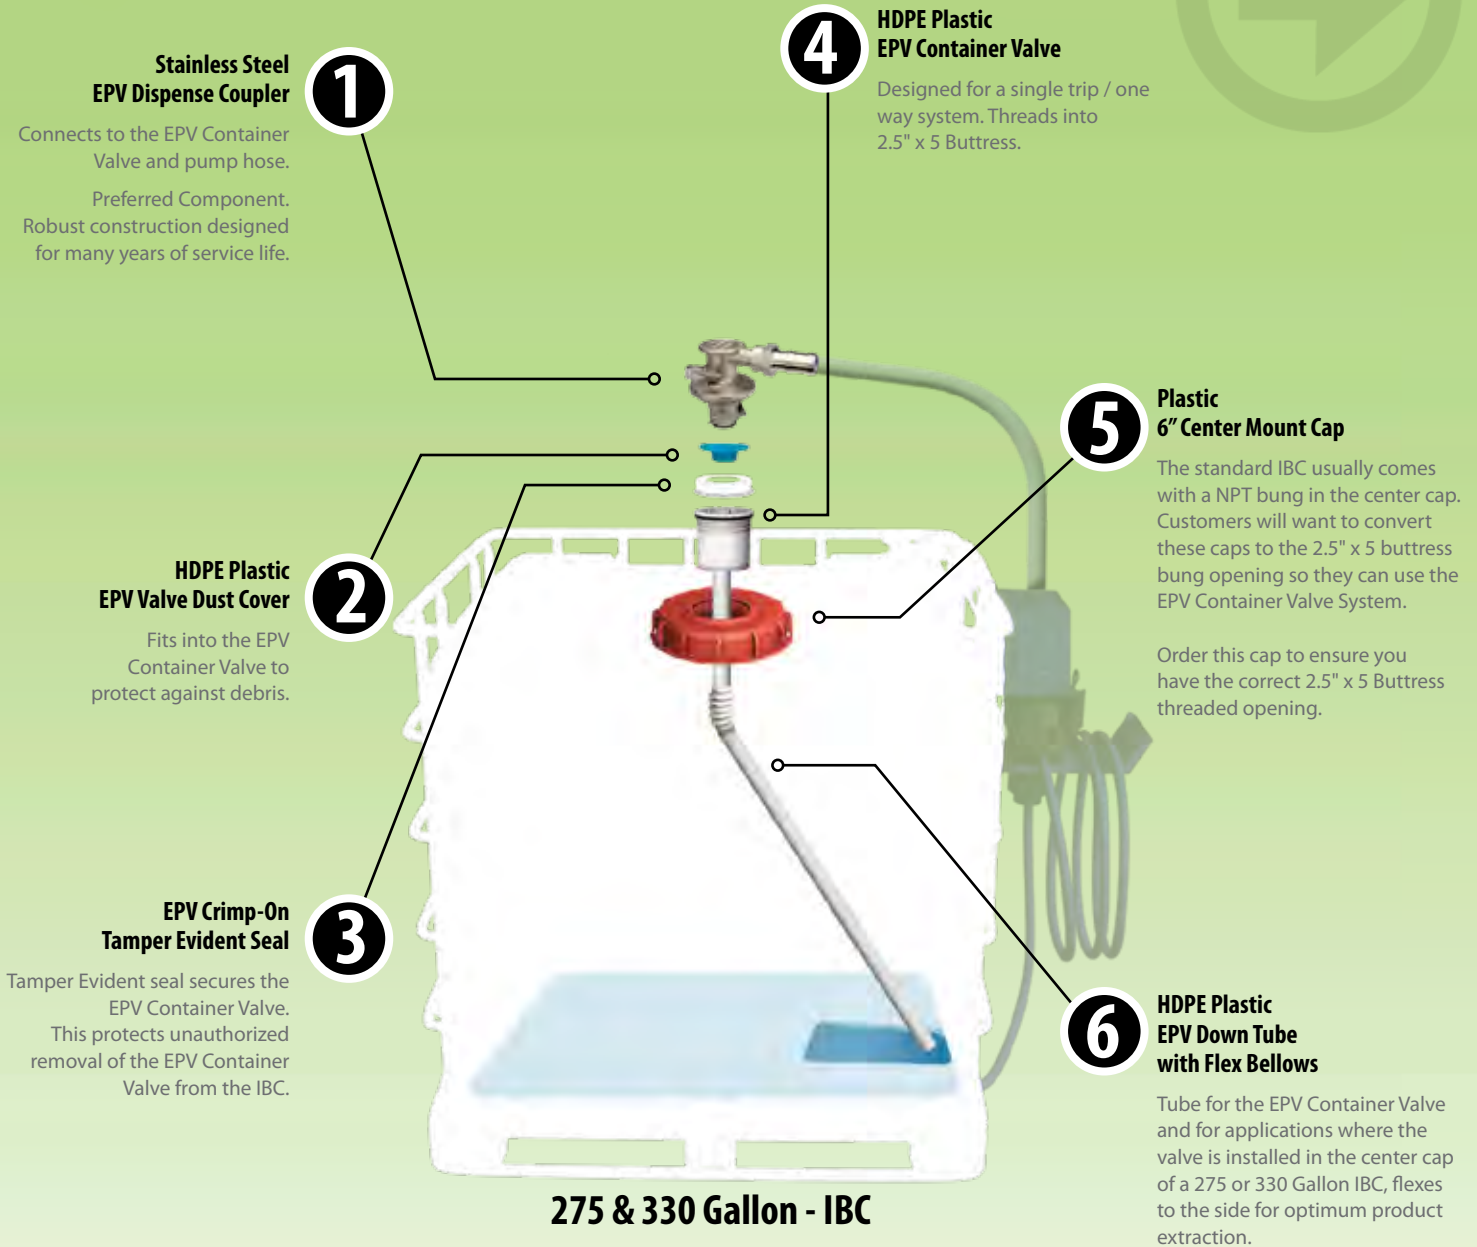 1
Stainless Steel
EPV Dispense Coupler
Connects to the EPV Container
Valve and pump hose.
Preferred Component.
Robust construction designed
for many years of service life.
2
HDPE Plastic
EPV Valve Dust Cover
Fits into the EPV
Container Valve to
protect against debris.
3
EPV Crimp-On
Tamper Evident Seal
Tamper Evident seal secures the
EPV Container Valve.
This protects unauthorized
removal of the EPV Container
Valve from the IBC.
4
HDPE Plastic
EPV Container Valve
Designed for a single trip / one
way system. Threads into
2.5" x 5 Buttress.
5
Plastic
6” Center Mount Cap
The standard IBC usually comes
with a NPT bung in the center cap.
Customers will want to convert
these caps to the 2.5" x 5 buttress
bung opening so they can use the
EPV Container Valve System.
Order this cap to ensure you
have the correct 2.5" x 5 Buttress
threaded opening.
6
HDPE Plastic
EPV Down Tube
with Flex Bellows
Tube for the EPV Container Valve
and for applications where the
valve is installed in the center cap
of a 275 or 330 Gallon IBC, flexes
to the side for optimum product
extraction.
275 & 330 Gallon - IBC